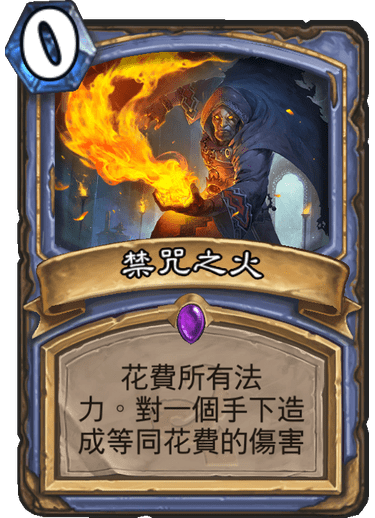 0
禁咒之火
花費所有法
力。對一個手下造
成等同花費的傷害